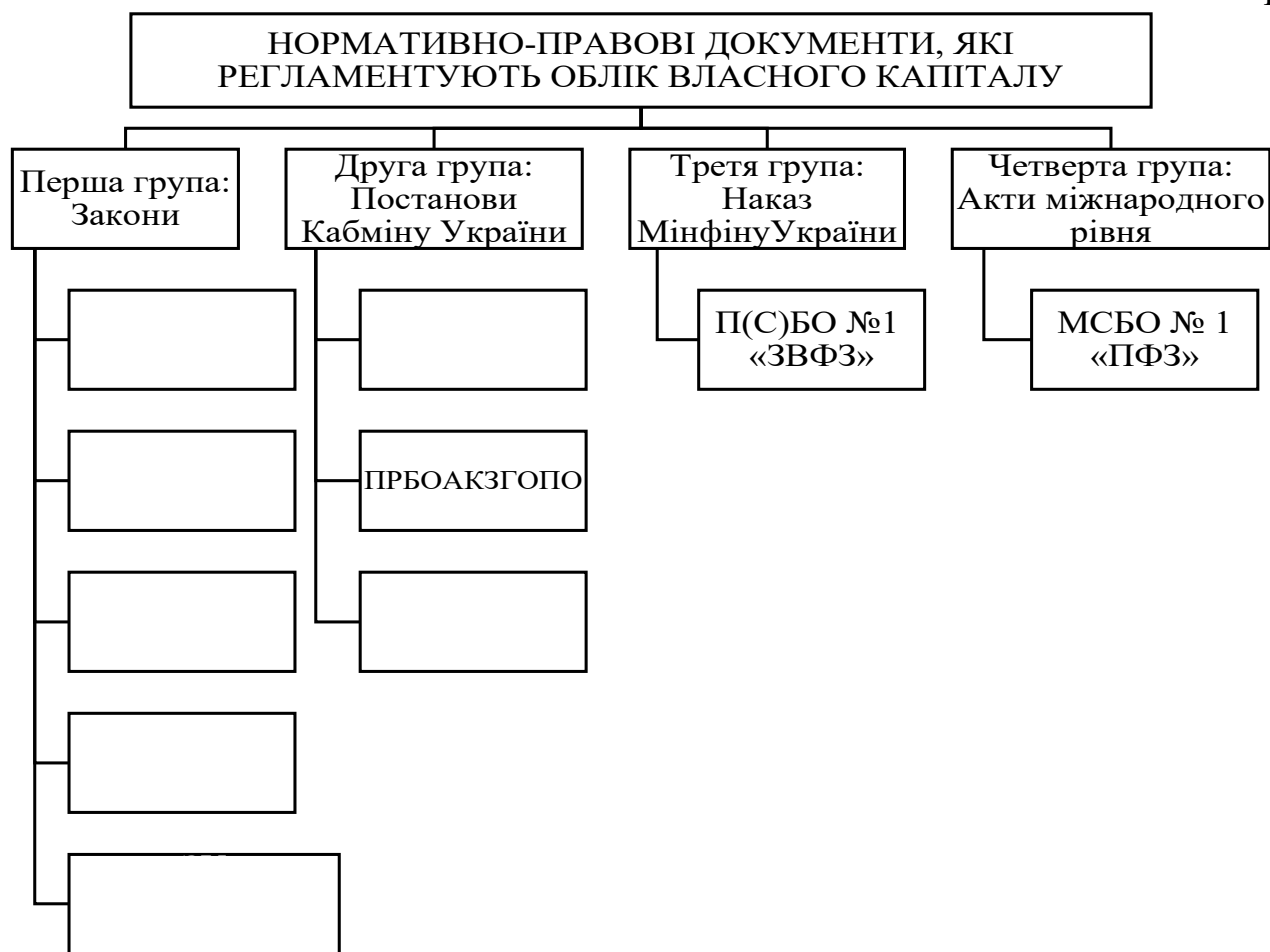 НОРМАТИВНО-ПРАВОВІ ДОКУМЕНТИ, ЯКІ
РЕГЛАМЕНТУЮТЬ ОБЛІК ВЛАСНОГО КАПІТАЛУ
Перша група:
Закони
Друга група:
Постанови
Кабміну України
Третя група:
Наказ
МінфінуУкраїни
Четверта група:
Акти міжнародного
рівня
П(С)БО №1
«ЗВФЗ»
МСБО № 1
«ПФЗ»
ПРБОАКЗГОПО